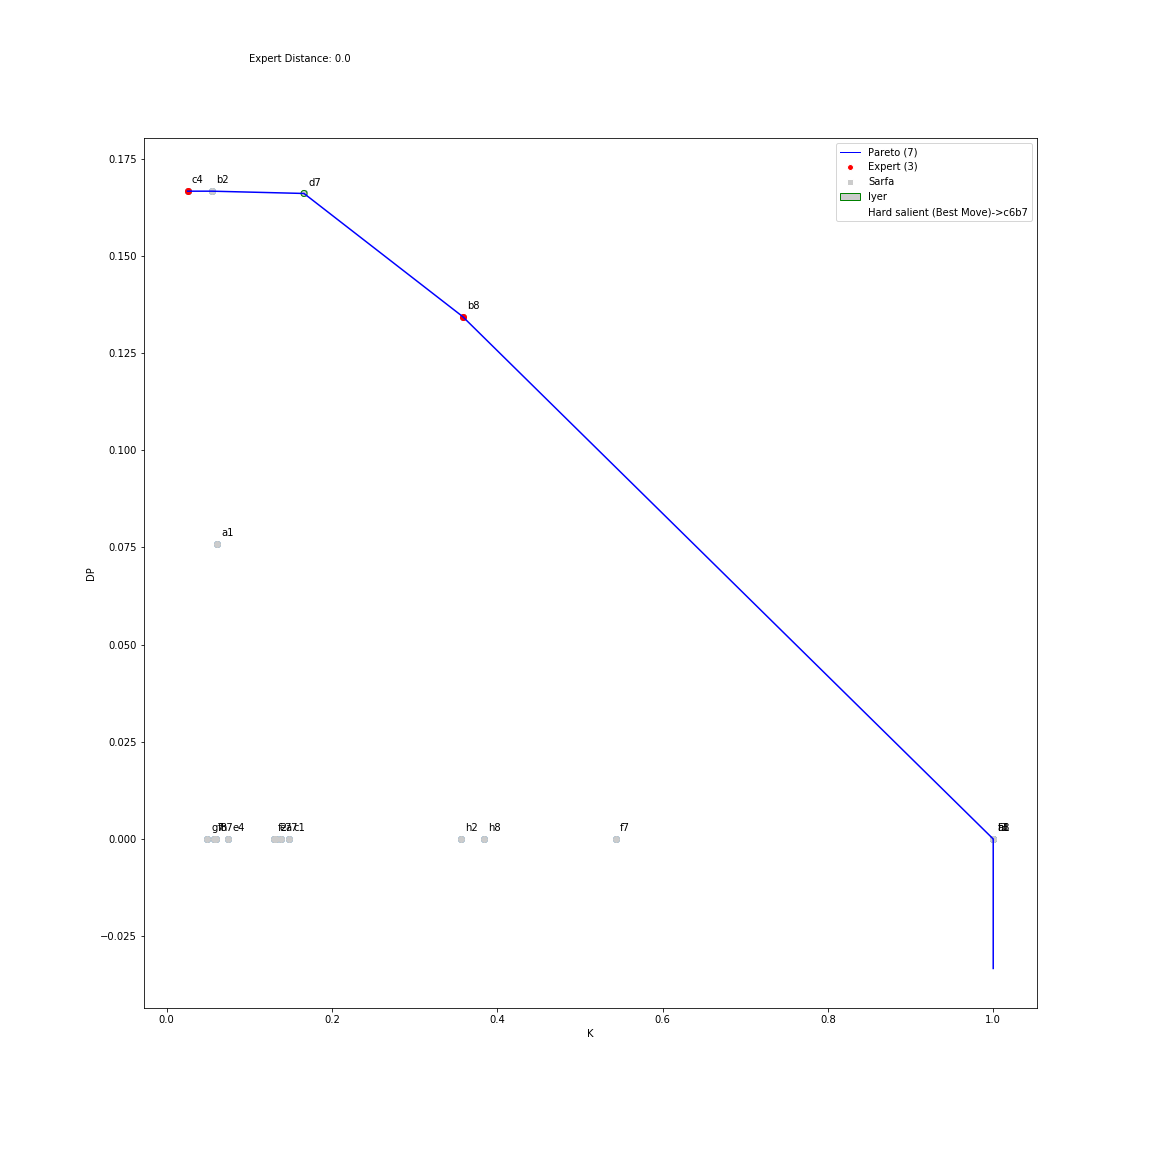 Expert Distance: 0.0
Pareto (7)
Expert (3)
Sarfa
Iyer
Hard salient (Best Move)->c6b7
c4
b2
d7
b8
a1
e4
c1
h2
h8
f7
DP
0.175
0.150
0.125
0.100
0.075
0.050
0.025
0.000
−0.025
0.0
0.2
0.4
0.6
0.8
1.0
K